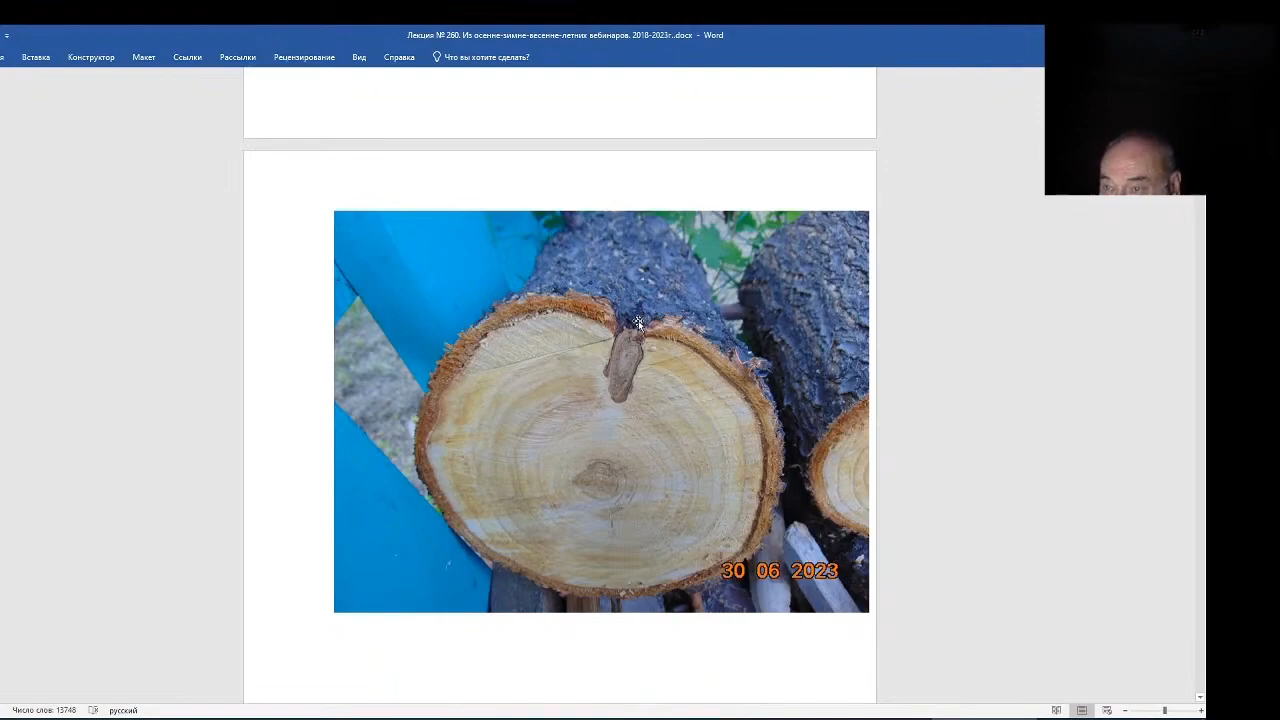 Лекция № 260. Из осенне-зимне-весенне-летних вебинаров. 2018-2023г..docx - Word
я Вставка Конструктор Макет Ссылки Рассылки Рецензирование Вид Справка Что вы хотите сделать?
30 06 2023
Число слов: 13748 русский